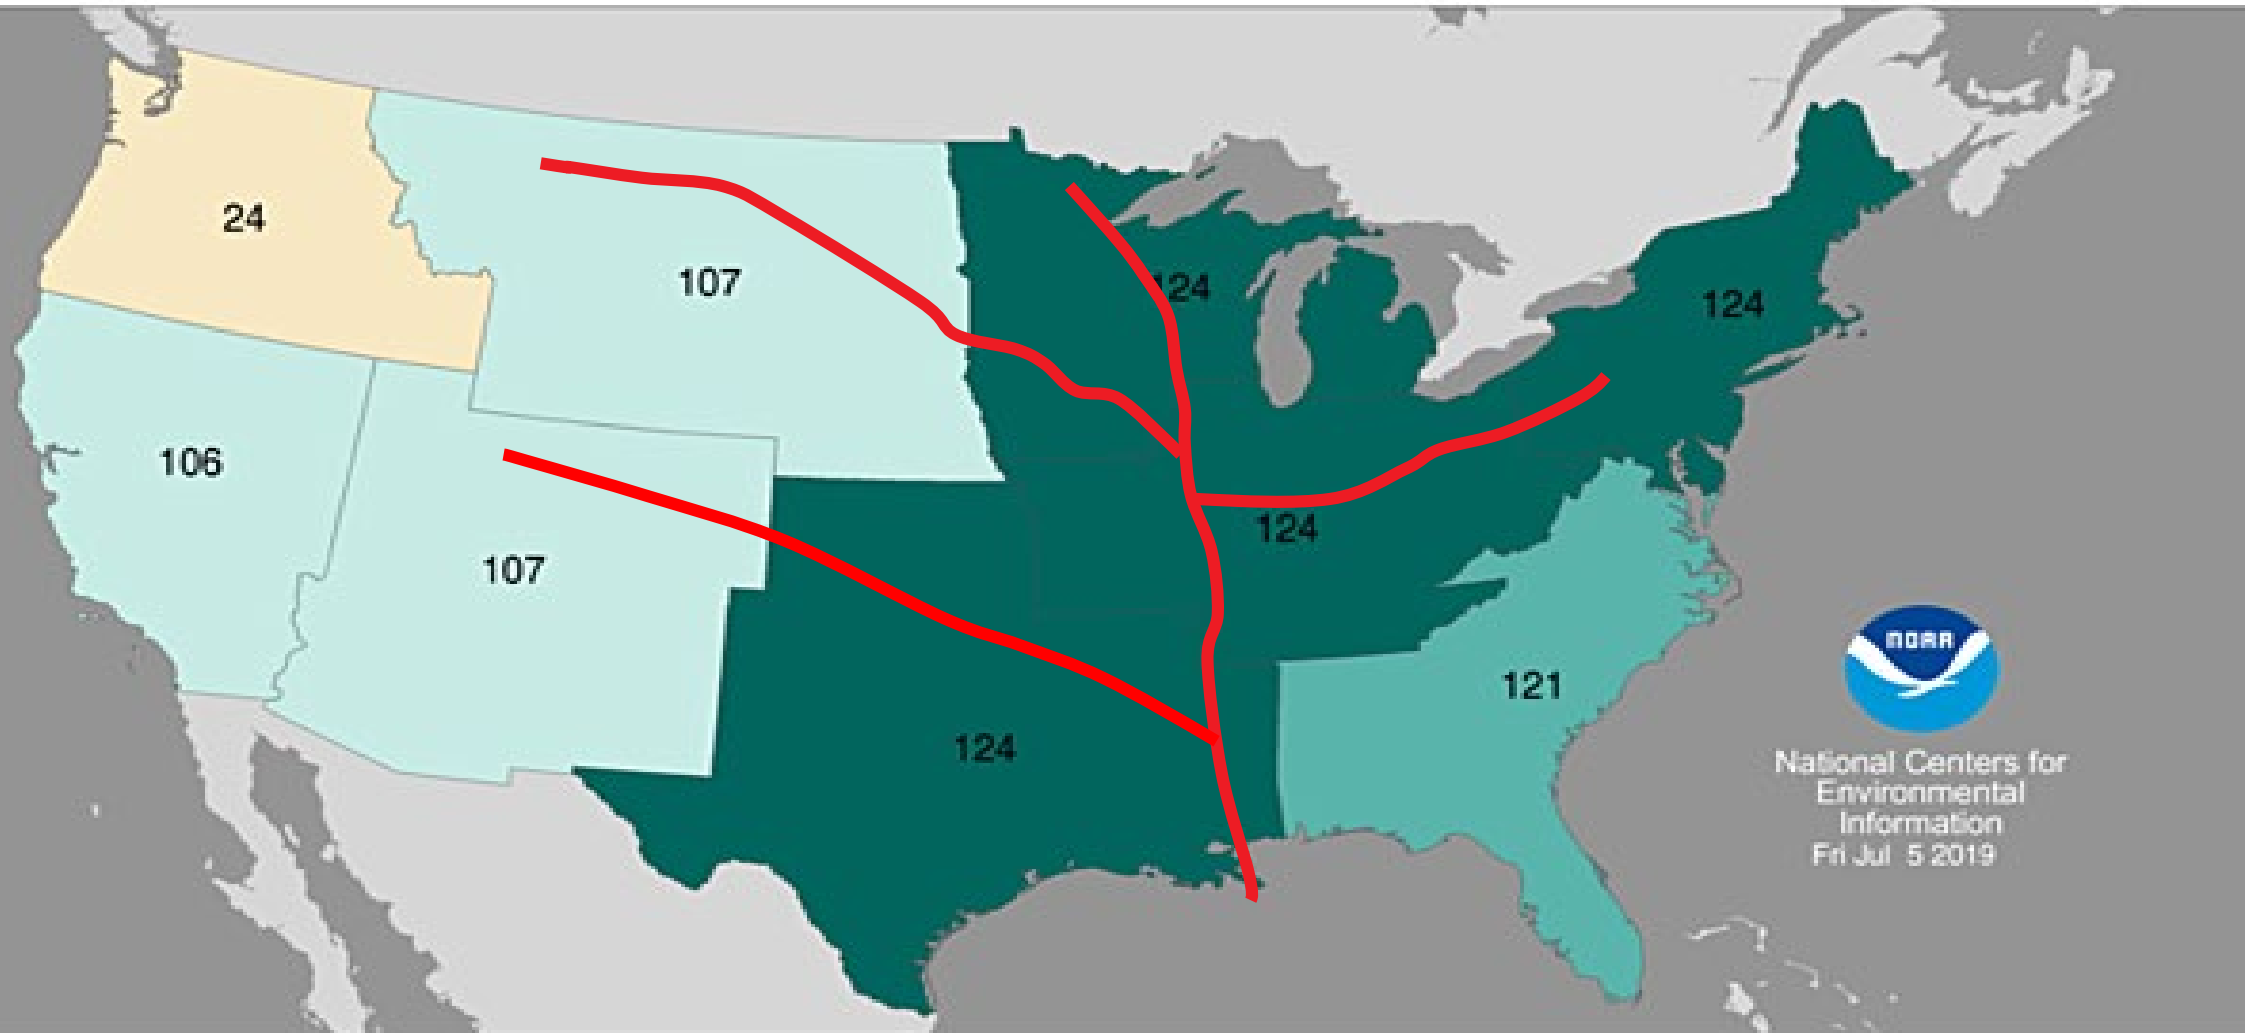 24
107
124
124
106
107
124
121
124
NOAA
National Centers for
Environmental
Information
Fri Jul 5 2019